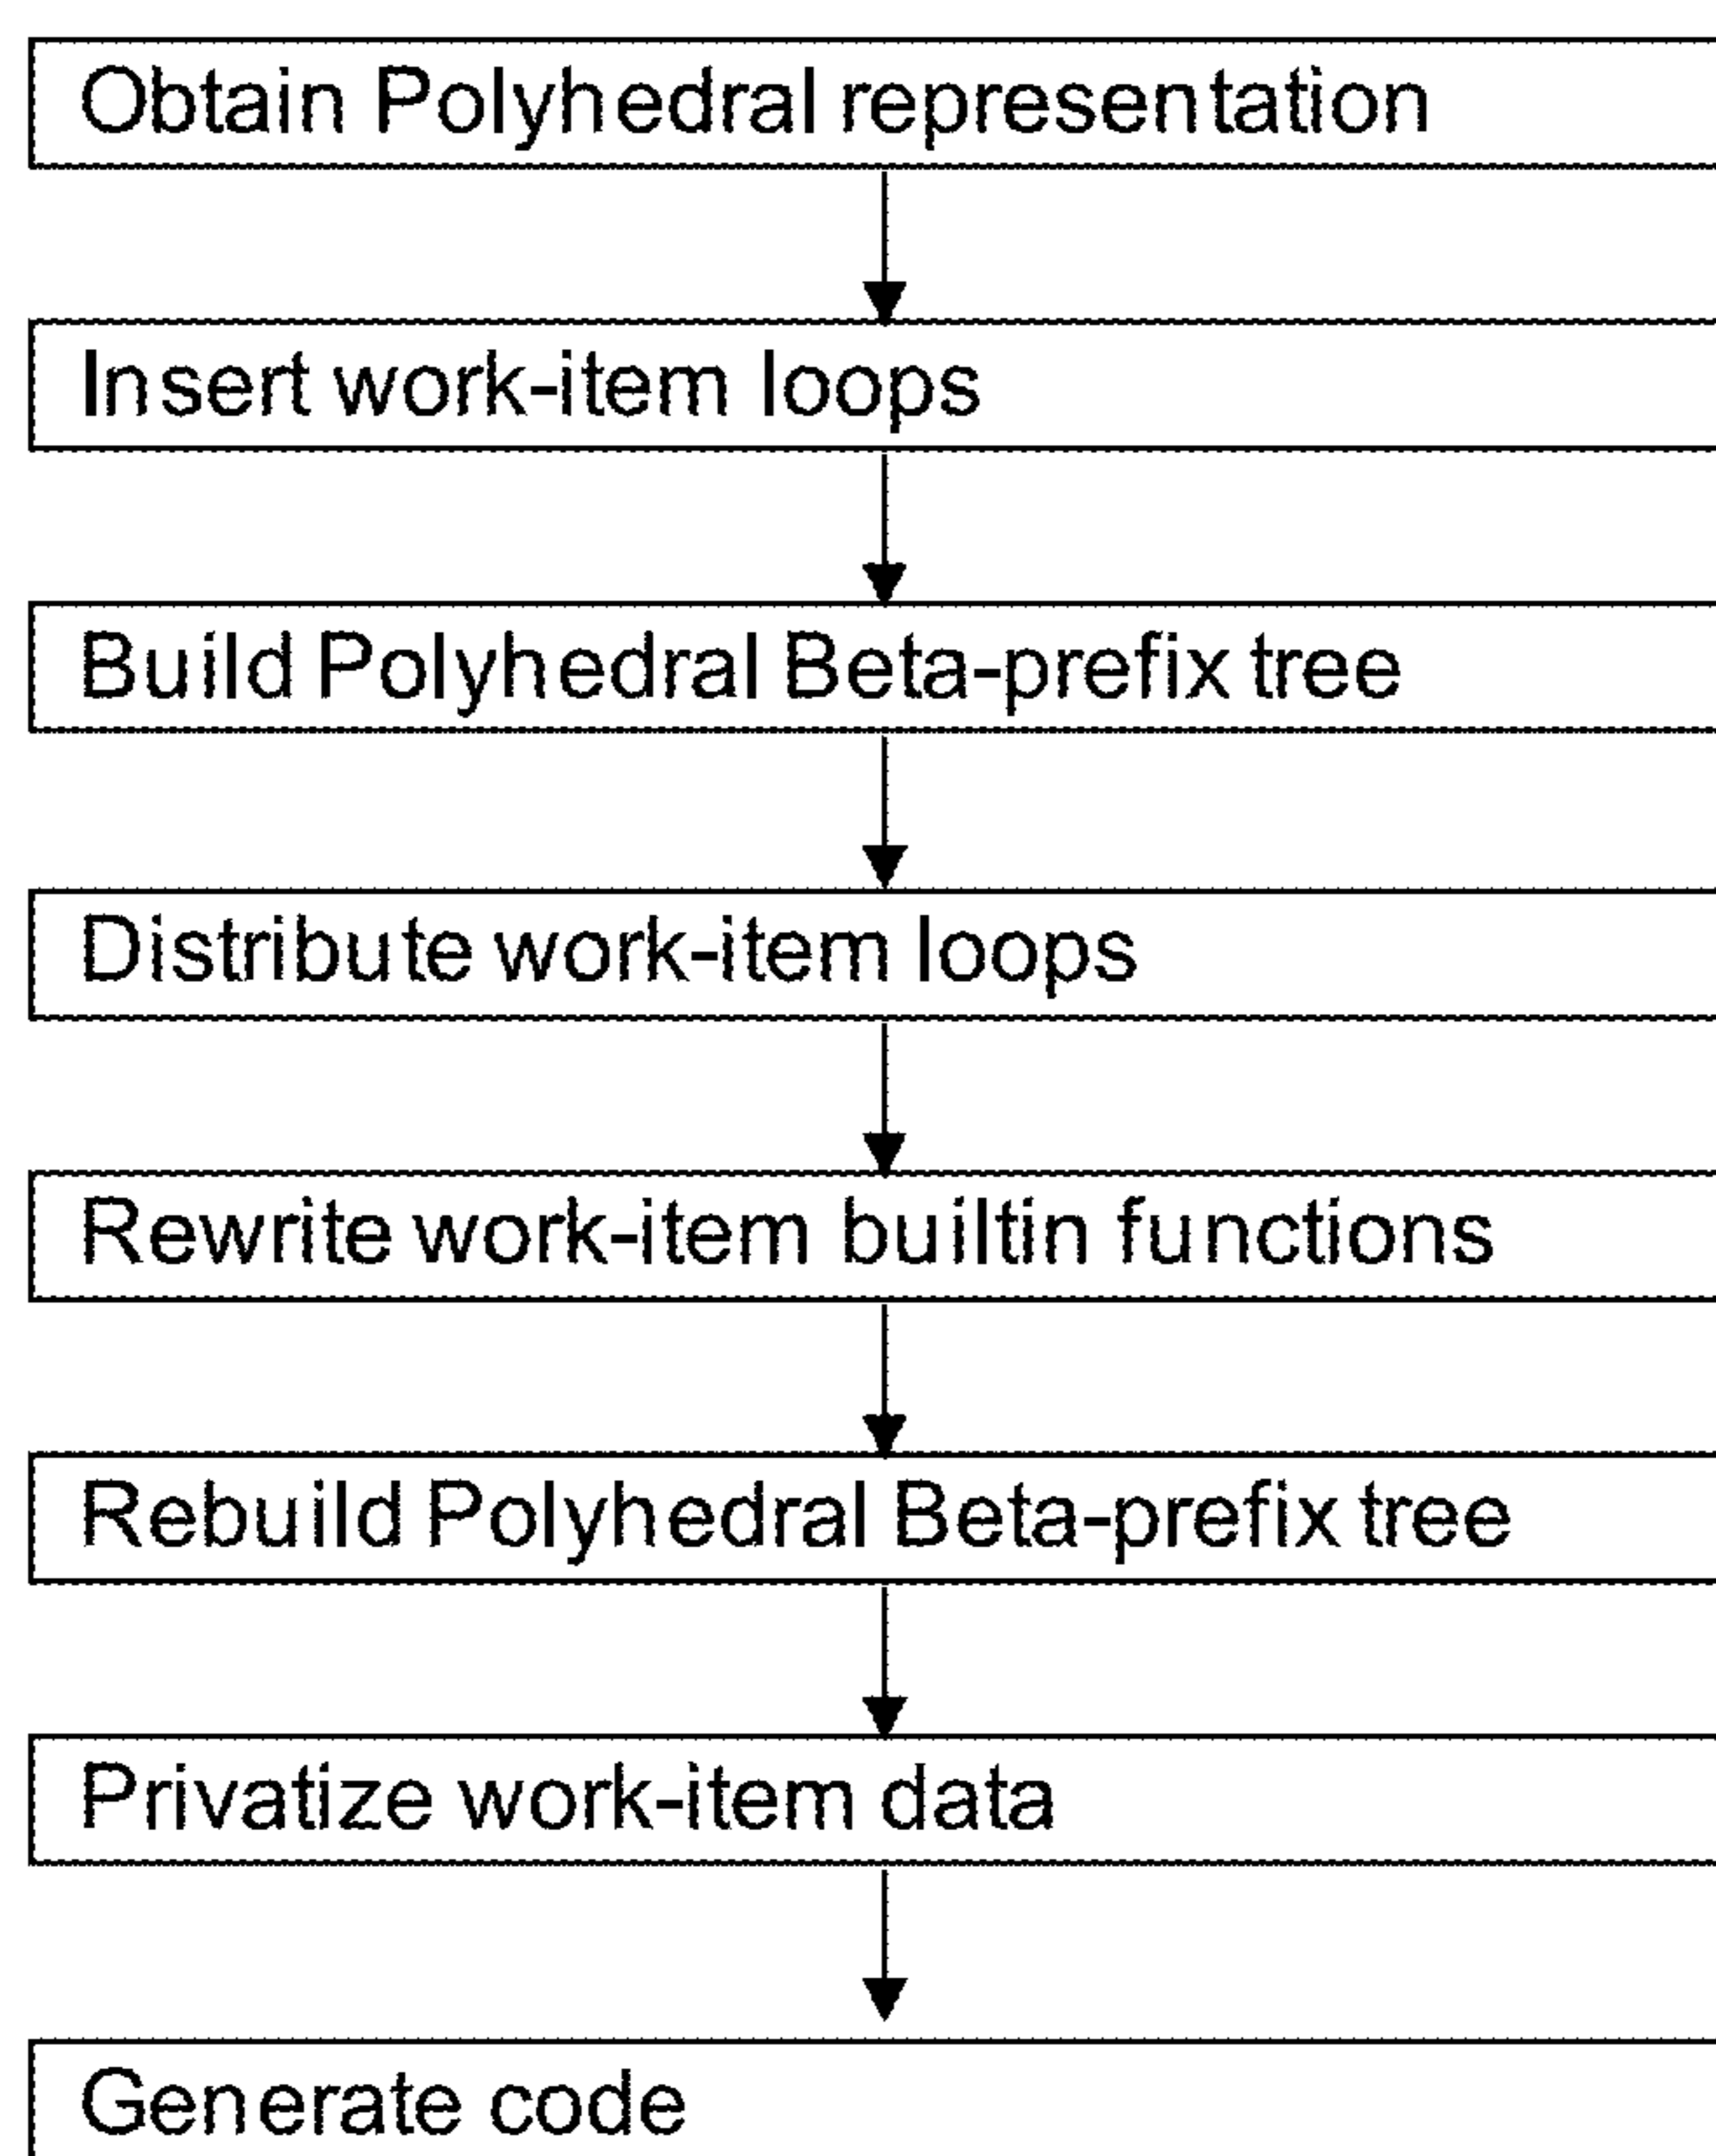 Obtain Polyhedral representation
Insert work-item loops
Build Polyhedral Beta-prefix tree
Distribute work-item loops
Rewrite work-item builtin functions
Rebuild Polyhedral Beta-prefix tree
Privatize work-item data
Generate code